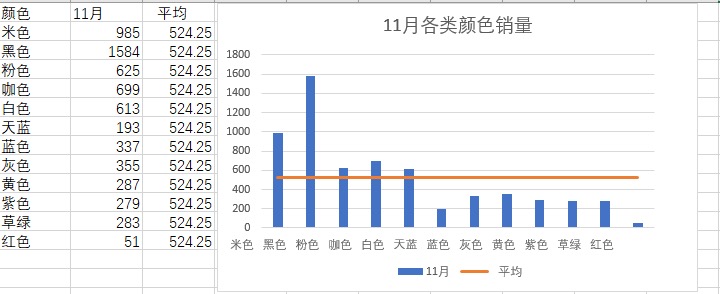 颜色 11月 平均
米色 985 524.25
黑色 1584 524.25
粉色 625 524.25
咖色 699 524.25
白色 613 524.25
天蓝 193 524.25
蓝色 337 524.25
灰色 355 524.25
黄色 287 524.25
紫色 279 524.25
草绿 283 524.25
红色 51 524.25
11月各类颜色销量
1800
1600
1400
1200
1000
800
600
400
200
0
米色 黑色 粉色 咖色 白色 天蓝 蓝色 灰色 黄色 紫色 草绿 红色
11月 平均